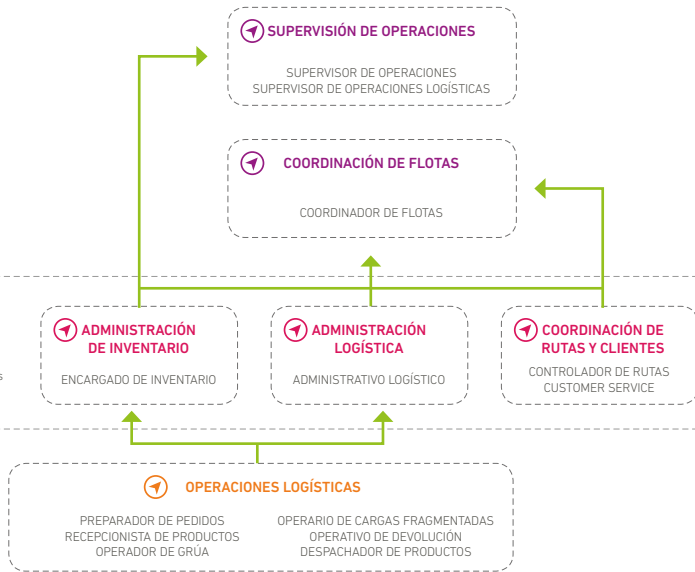 SUPERVISIÓN DE OPERACIONES
SUPERVISOR DE OPERACIONES
SUPERVISOR DE OPERACIONES LOGÍSTICAS
COORDINACIÓN DE FLOTAS
COORDINADOR DE FLOTAS
ADMINISTRACIÓN
DE INVENTARIO
ENCARGADO DE INVENTARIO
ADMINISTRACIÓN
LOGÍSTICA
ADMINISTRATIVO LOGÍSTICO
COORDINACIÓN DE
RUTAS Y CLIENTES
CONTROLADOR DE RUTAS
CUSTOMER SERVICE
OPERACIONES LOGÍSTICAS
PREPARADOR DE PEDIDOS
RECEPCIONISTA DE PRODUCTOS
OPERADOR DE GRÚA
OPERARIO DE CARGAS FRAGMENTADAS
OPERATIVO DE DEVOLUCIÓN
DESPACHADOR DE PRODUCTOS